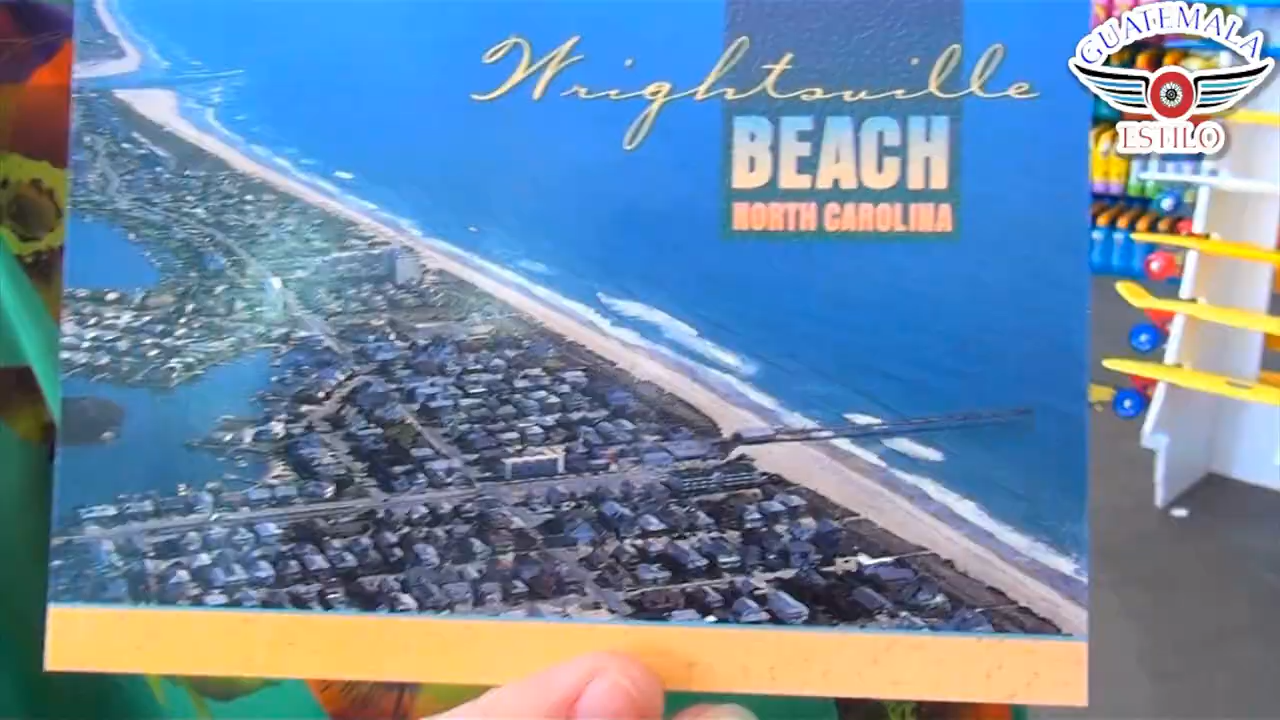 Wrightsville
BEACH
NORTH CAROLINA
GUATEMALA
ESTILO